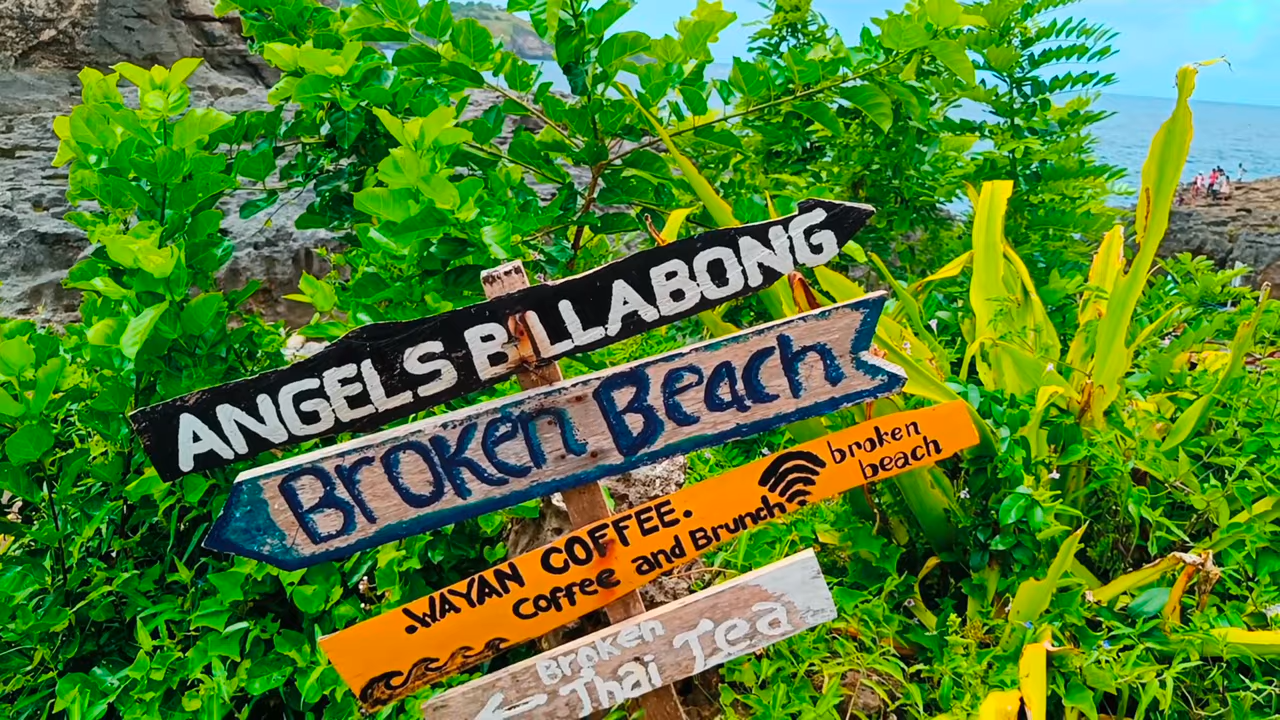 ANGELS BILLABONG
BroKen BeacH
.WAYAN COFFEE.
Coffee and Brunch
broken
beach
Broken
Thai Tea